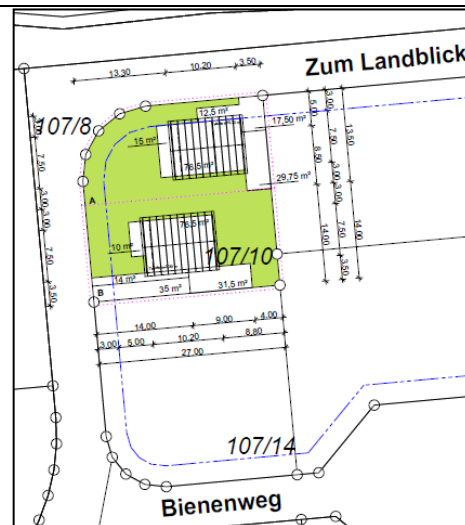 Zum Landblick
13.30
10.20
3.50
107/8
12,5 m²
17,50 m²
15 m²
76,5 m²
29,75 m²
5.00
8.50
14.00
3.00
7.50
3.00
3.00
7.50
3.50
13.50
14.00
A
7.50
3.00
3.00
7.50
3.50
76,5 m²
10 m²
107/10
14 m²
B
35 m²
31,5 m²
14.00
9.00
4.00
3.00
5.00
10.20
8.80
27.00
107/14
Bienenweg